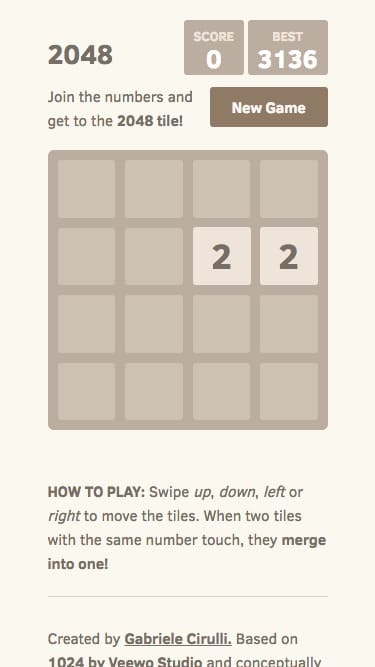 2048
SCORE
0
BEST
3136
Join the numbers and
get to the 2048 tile!
New Game
2 2
HOW TO PLAY: Swipe up, down, left or
right to move the tiles. When two tiles
with the same number touch, they merge
into one!
Created by Gabriele Cirulli. Based on
1024 by Veewo Studio and conceptually